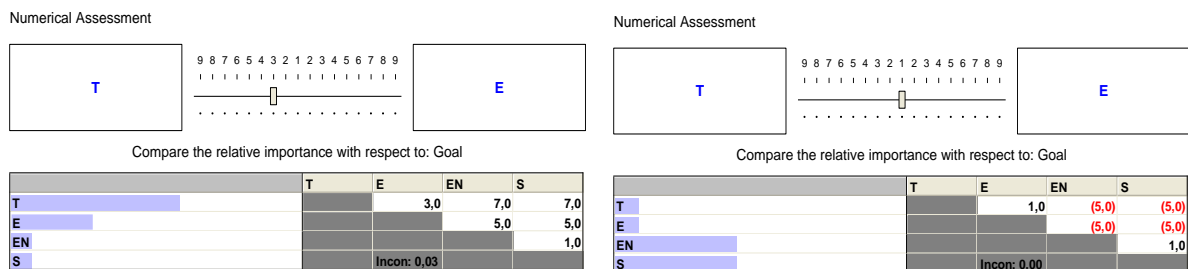 Numerical Assessment
9 8 7 6 5 4 3 2 1 2 3 4 5 6 7 8 9
T
E
Compare the relative importance with respect to: Goal
T E EN S
T 3,0 7,0 7,0
E 5,0 5,0
EN 1,0
S Incon: 0,03
Numerical Assessment
9 8 7 6 5 4 3 2 1 2 3 4 5 6 7 8 9
T
E
Compare the relative importance with respect to: Goal
T E EN S
T 1,0 (5,0) (5,0)
E (5,0) (5,0)
EN 1,0
S Incon: 0,00